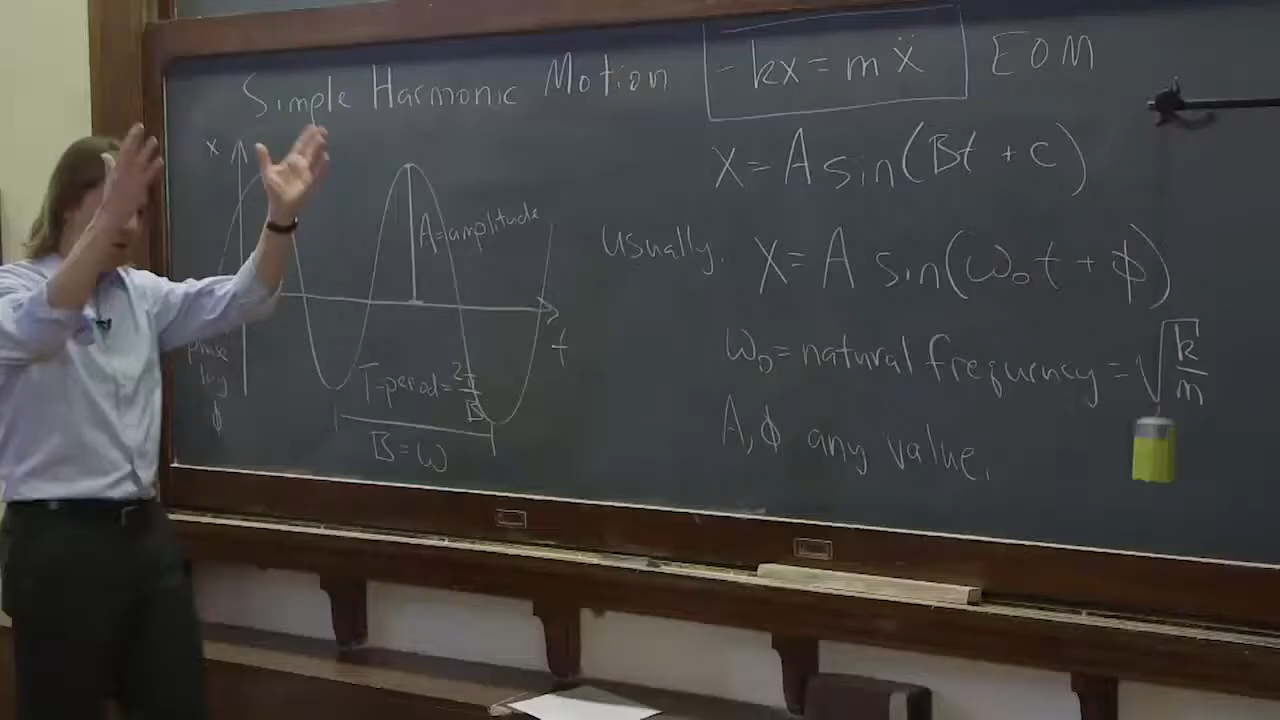 Simple Harmonic Motion
-kx = mẍ EOM
x
A=amplitude
t
phase
lag
ϕ
T-period = 2π/B
B = ω
x = A sin(Bt + c)
Usually. x = A sin(ω₀t + ϕ)
ω₀ = natural frequency = √k/m
A, ϕ any value.